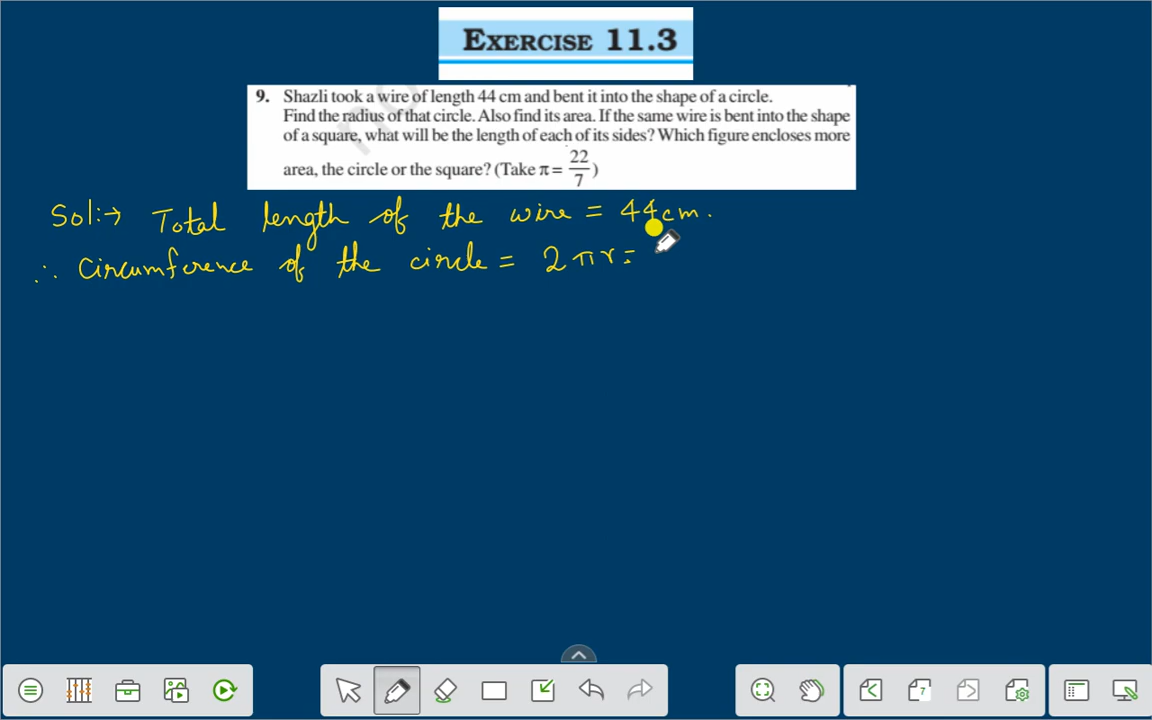 EXERCISE 11.3
9. Shazli took a wire of length 44 cm and bent it into the shape of a circle.
Find the radius of that circle. Also find its area. If the same wire is bent into the shape
of a square, what will be the length of each of its sides? Which figure encloses more
area, the circle or the square? (Take π = 22/7)
Sol:→ Total length of the wire = 44cm.
∴ Circumference of the circle = 2πr =
7